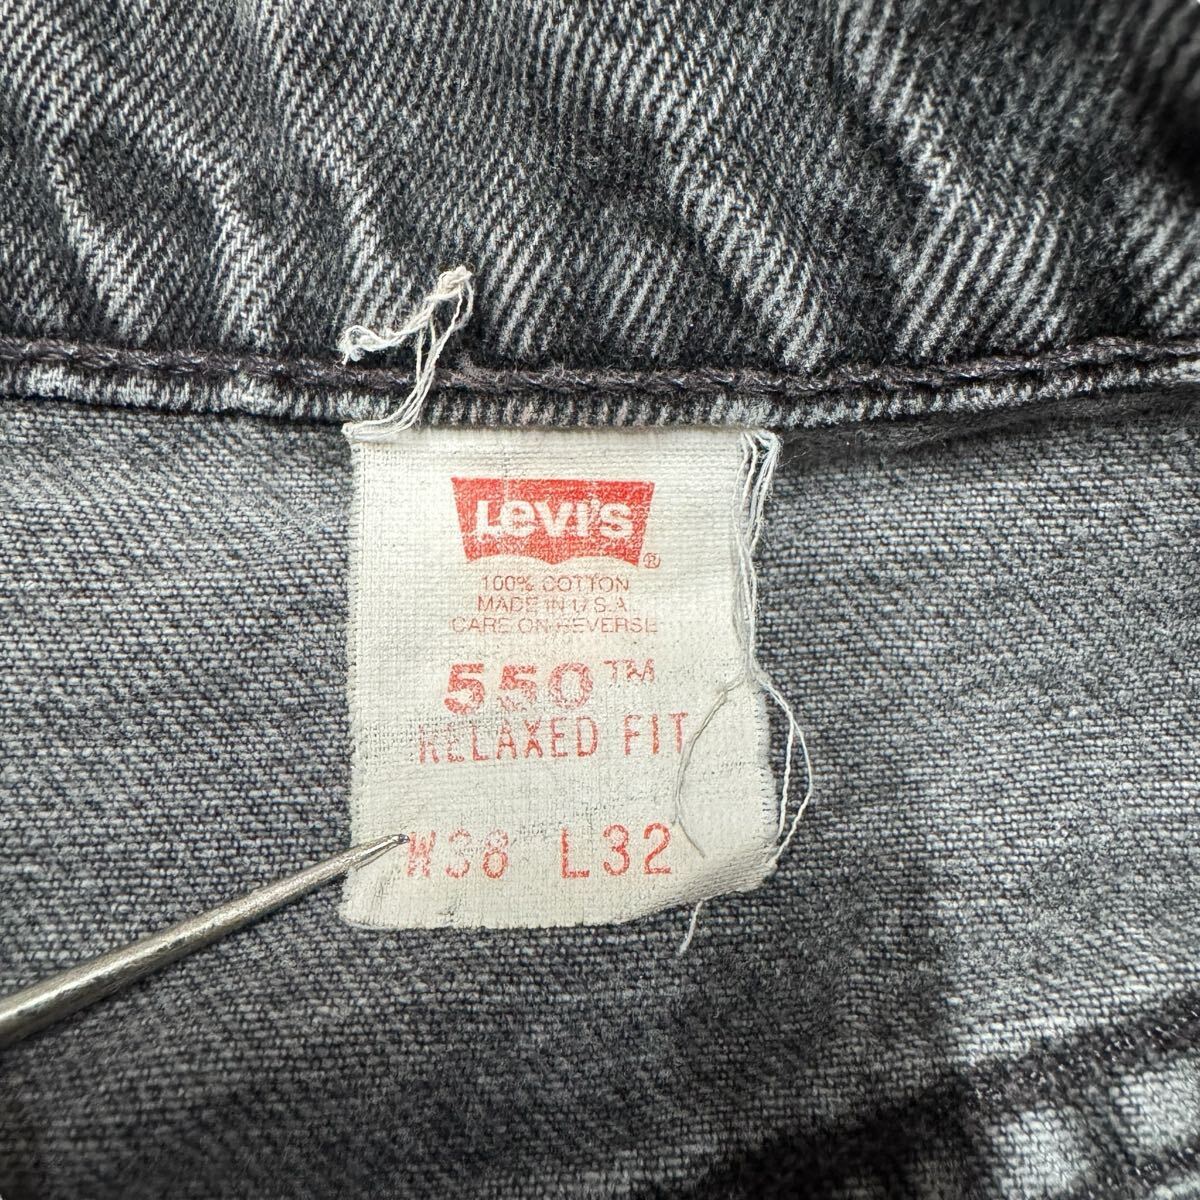 Levi's®
100% COTTON
MADE IN U.S.A.
CARE ON REVERSE
550™
RELAXED FIT
W38 L32